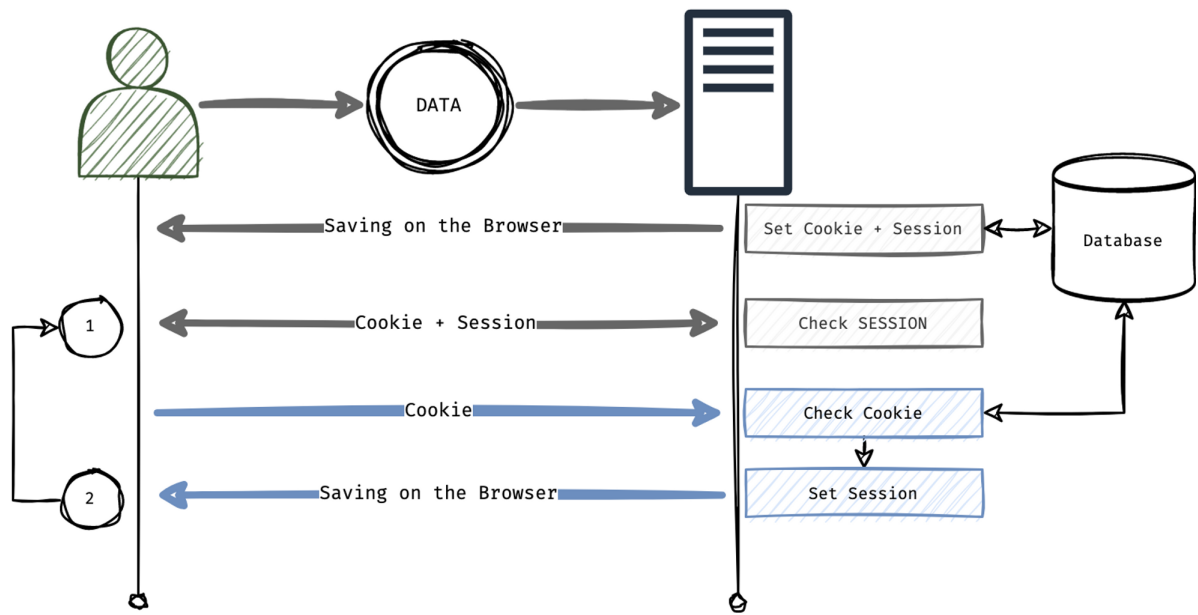 DATA
Saving on the Browser
Set Cookie + Session
Database
1
Cookie + Session
Check SESSION
Cookie
Check Cookie
2
Saving on the Browser
Set Session